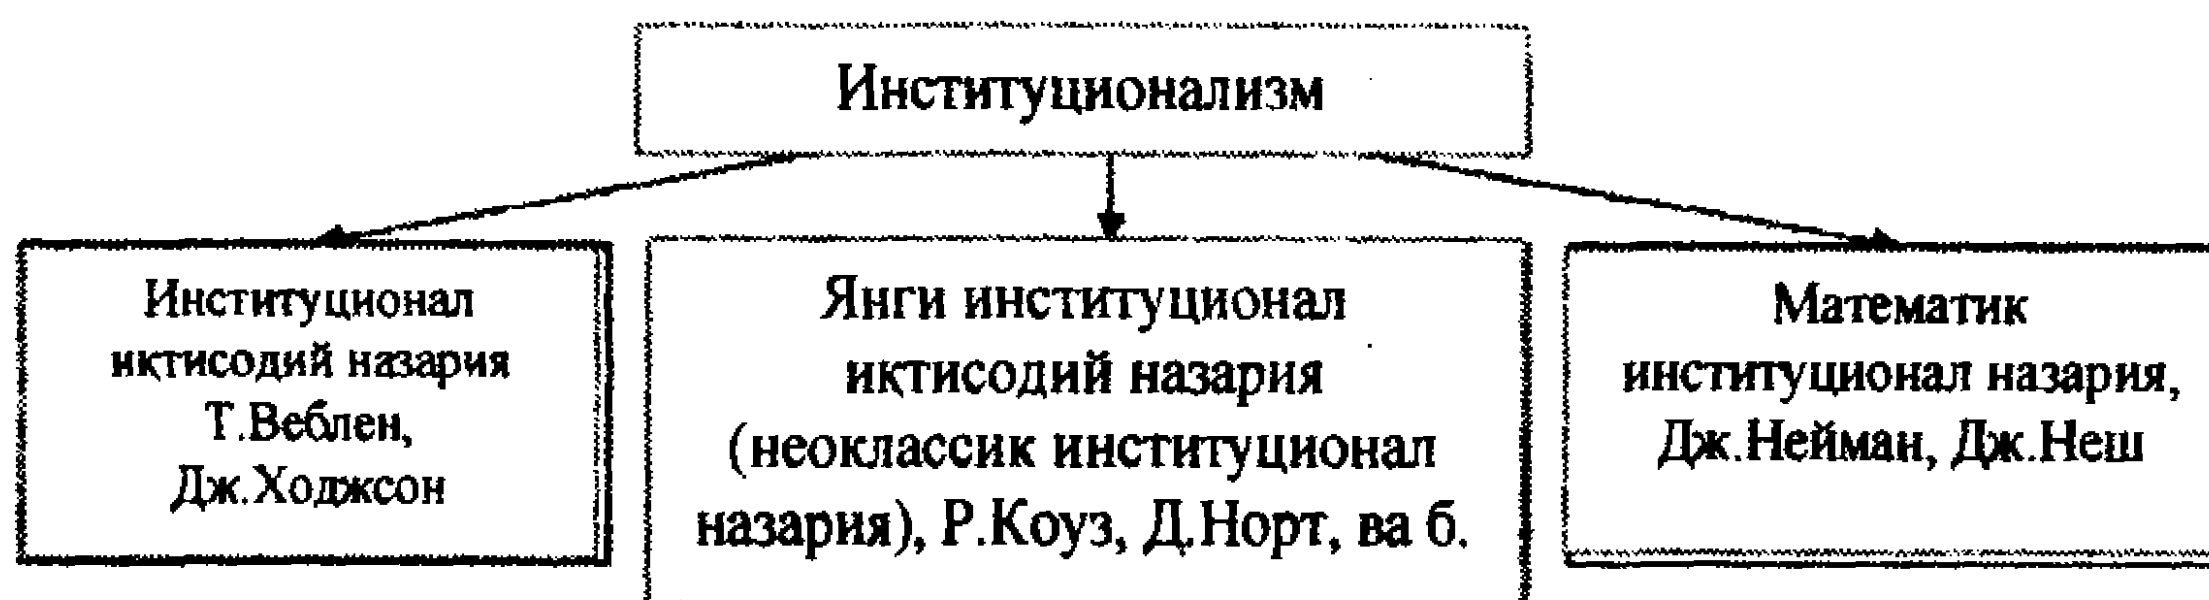 Институционализм
Институционал
иқтисодий назария
Т.Веблен,
Дж.Ходжсон
Янги институционал
иқтисодий назария
(неоклассик институционал
назария), Р.Коуз, Д.Норт, ва б.
Математик
институционал назария,
Дж.Нейман, Дж.Неш